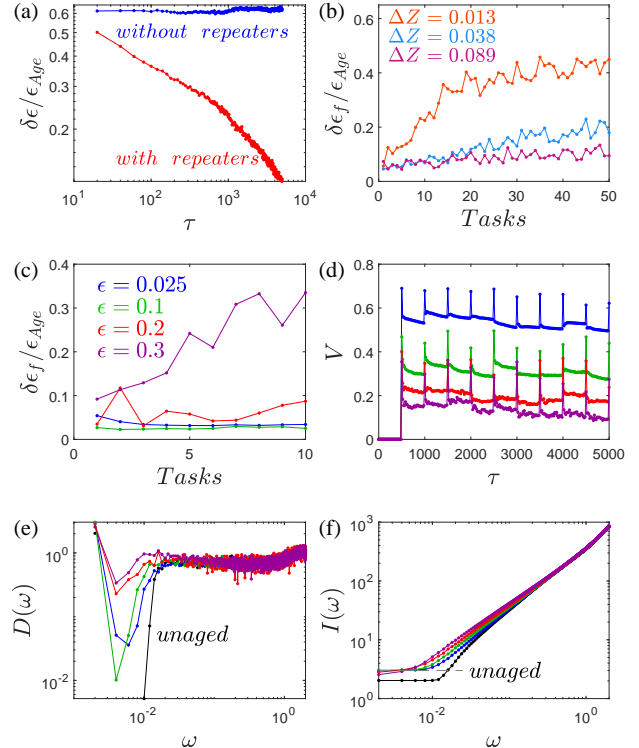 (a)
0.6
0.5
0.4
0.3
0.2
δϵ/ϵ_Age
without repeaters
with repeaters
10^1 10^2 10^3 10^4
τ
(b)
ΔZ = 0.013
ΔZ = 0.038
ΔZ = 0.089
0.6
0.4
0.2
0
δϵ_f/ϵ_Age
0 10 20 30 40 50
Tasks
(c)
ϵ = 0.025
ϵ = 0.1
ϵ = 0.2
ϵ = 0.3
0.4
0.3
0.2
0.1
0
δϵ_f/ϵ_Age
5 10
Tasks
(d)
0.8
0.6
0.4
0.2
0
V
0 1000 2000 3000 4000 5000
τ
(e)
10^0
10^-2
D(ω)
unaged
10^-2 10^0
ω
(f)
10^3
10^2
10^1
10^0
I(ω)
unaged
10^-2 10^0
ω